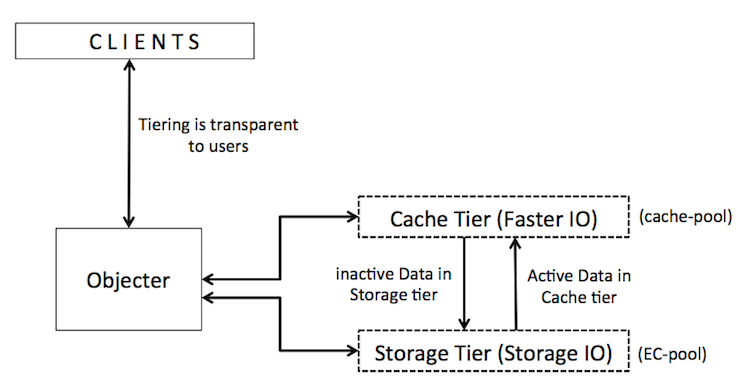 CLIENTS
Tiering is transparent
to users
Cache Tier (Faster IO)
(cache-pool)
Objecter
inactive Data in
Storage tier
Active Data in
Cache tier
Storage Tier (Storage IO)
(EC-pool)